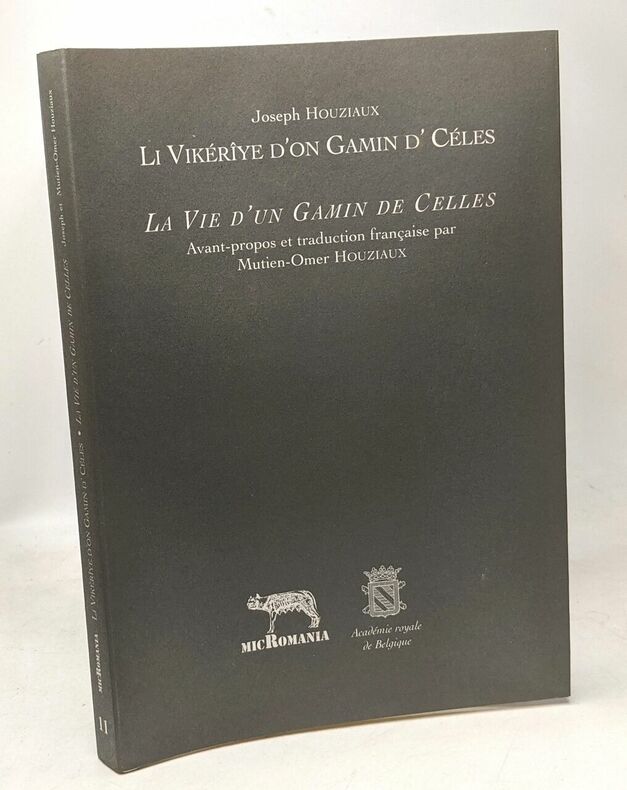 Joseph HOUZIAUX
LI VIKÉRÎYE D'ON GAMIN D' CÉLES
LA VIE D'UN GAMIN DE CELLES
Avant-propos et traduction française par
Mutien-Omer HOUZIAUX
MICROMANIA
Académie royale
de Belgique
11 MICROMANIA LI VIKÉRÎYE D'ON GAMIN D' CÉLES • LA VIE D'UN GAMIN DE CELLES Joseph et Mutien-Omer Houziaux